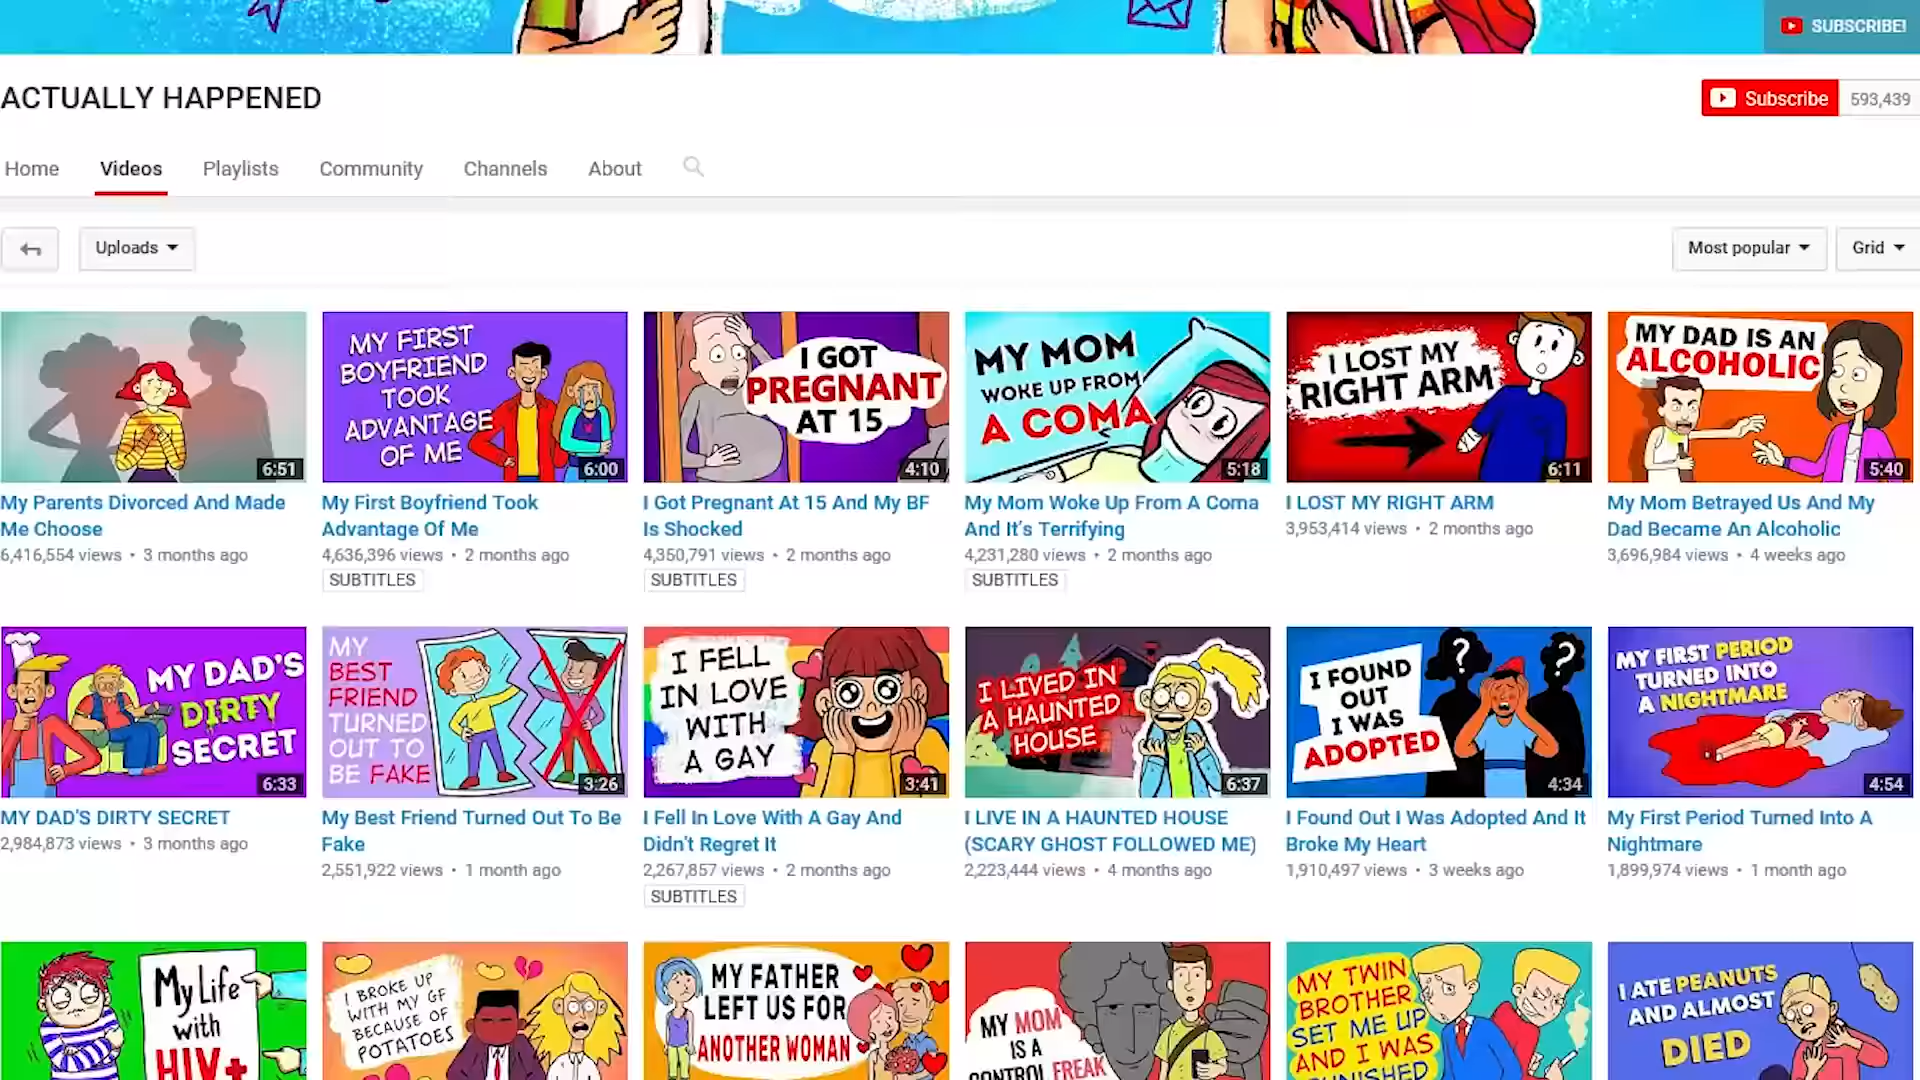 SUBSCRIBE!
ACTUALLY HAPPENED
Subscribe 593,439
Home Videos Playlists Community Channels About
Uploads Most popular Grid
6:51
MY FIRST
BOYFRIEND
TOOK
ADVANTAGE
OF ME
6:00
I GOT
PREGNANT
AT 15
4:10
MY MOM
WOKE UP FROM
A COMA
5:18
I LOST MY
RIGHT ARM
6:11
MY DAD IS AN
ALCOHOLIC
5:40
My Parents Divorced And Made
Me Choose
6,416,554 views • 3 months ago
My First Boyfriend Took
Advantage Of Me
4,636,396 views • 2 months ago
SUBTITLES
I Got Pregnant At 15 And My BF
Is Shocked
4,350,791 views • 2 months ago
SUBTITLES
My Mom Woke Up From A Coma
And It's Terrifying
4,231,280 views • 2 months ago
SUBTITLES
I LOST MY RIGHT ARM
3,953,414 views • 2 months ago
My Mom Betrayed Us And My
Dad Became An Alcoholic
3,696,984 views • 4 weeks ago
MY DAD'S
DIRTY
SECRET
6:33
MY
BEST
FRIEND
TURNED
OUT TO
BE FAKE
3:26
I FELL
IN LOVE
WITH
A GAY
3:41
I LIVED IN
A HAUNTED
HOUSE
6:37
I FOUND
OUT
I WAS
ADOPTED
? ?
4:34
MY FIRST PERIOD
TURNED INTO
A NIGHTMARE
4:54
MY DAD'S DIRTY SECRET
2,984,873 views • 3 months ago
My Best Friend Turned Out To Be
Fake
2,551,922 views • 1 month ago
I Fell In Love With A Gay And
Didn't Regret It
2,267,857 views • 2 months ago
SUBTITLES
I LIVE IN A HAUNTED HOUSE
(SCARY GHOST FOLLOWED ME)
2,223,444 views • 4 months ago
I Found Out I Was Adopted And It
Broke My Heart
1,910,497 views • 3 weeks ago
My First Period Turned Into A
Nightmare
1,899,974 views • 1 month ago
My Life
with
HIV+
I BROKE UP
WITH MY GF
BECAUSE OF
POTATOES
MY FATHER
LEFT US FOR
ANOTHER WOMAN
MY MOM
IS A
CONTROL FREAK
MY TWIN
BROTHER
SET ME UP
AND I WAS
PUNISHED
I ATE PEANUTS
AND ALMOST
DIED